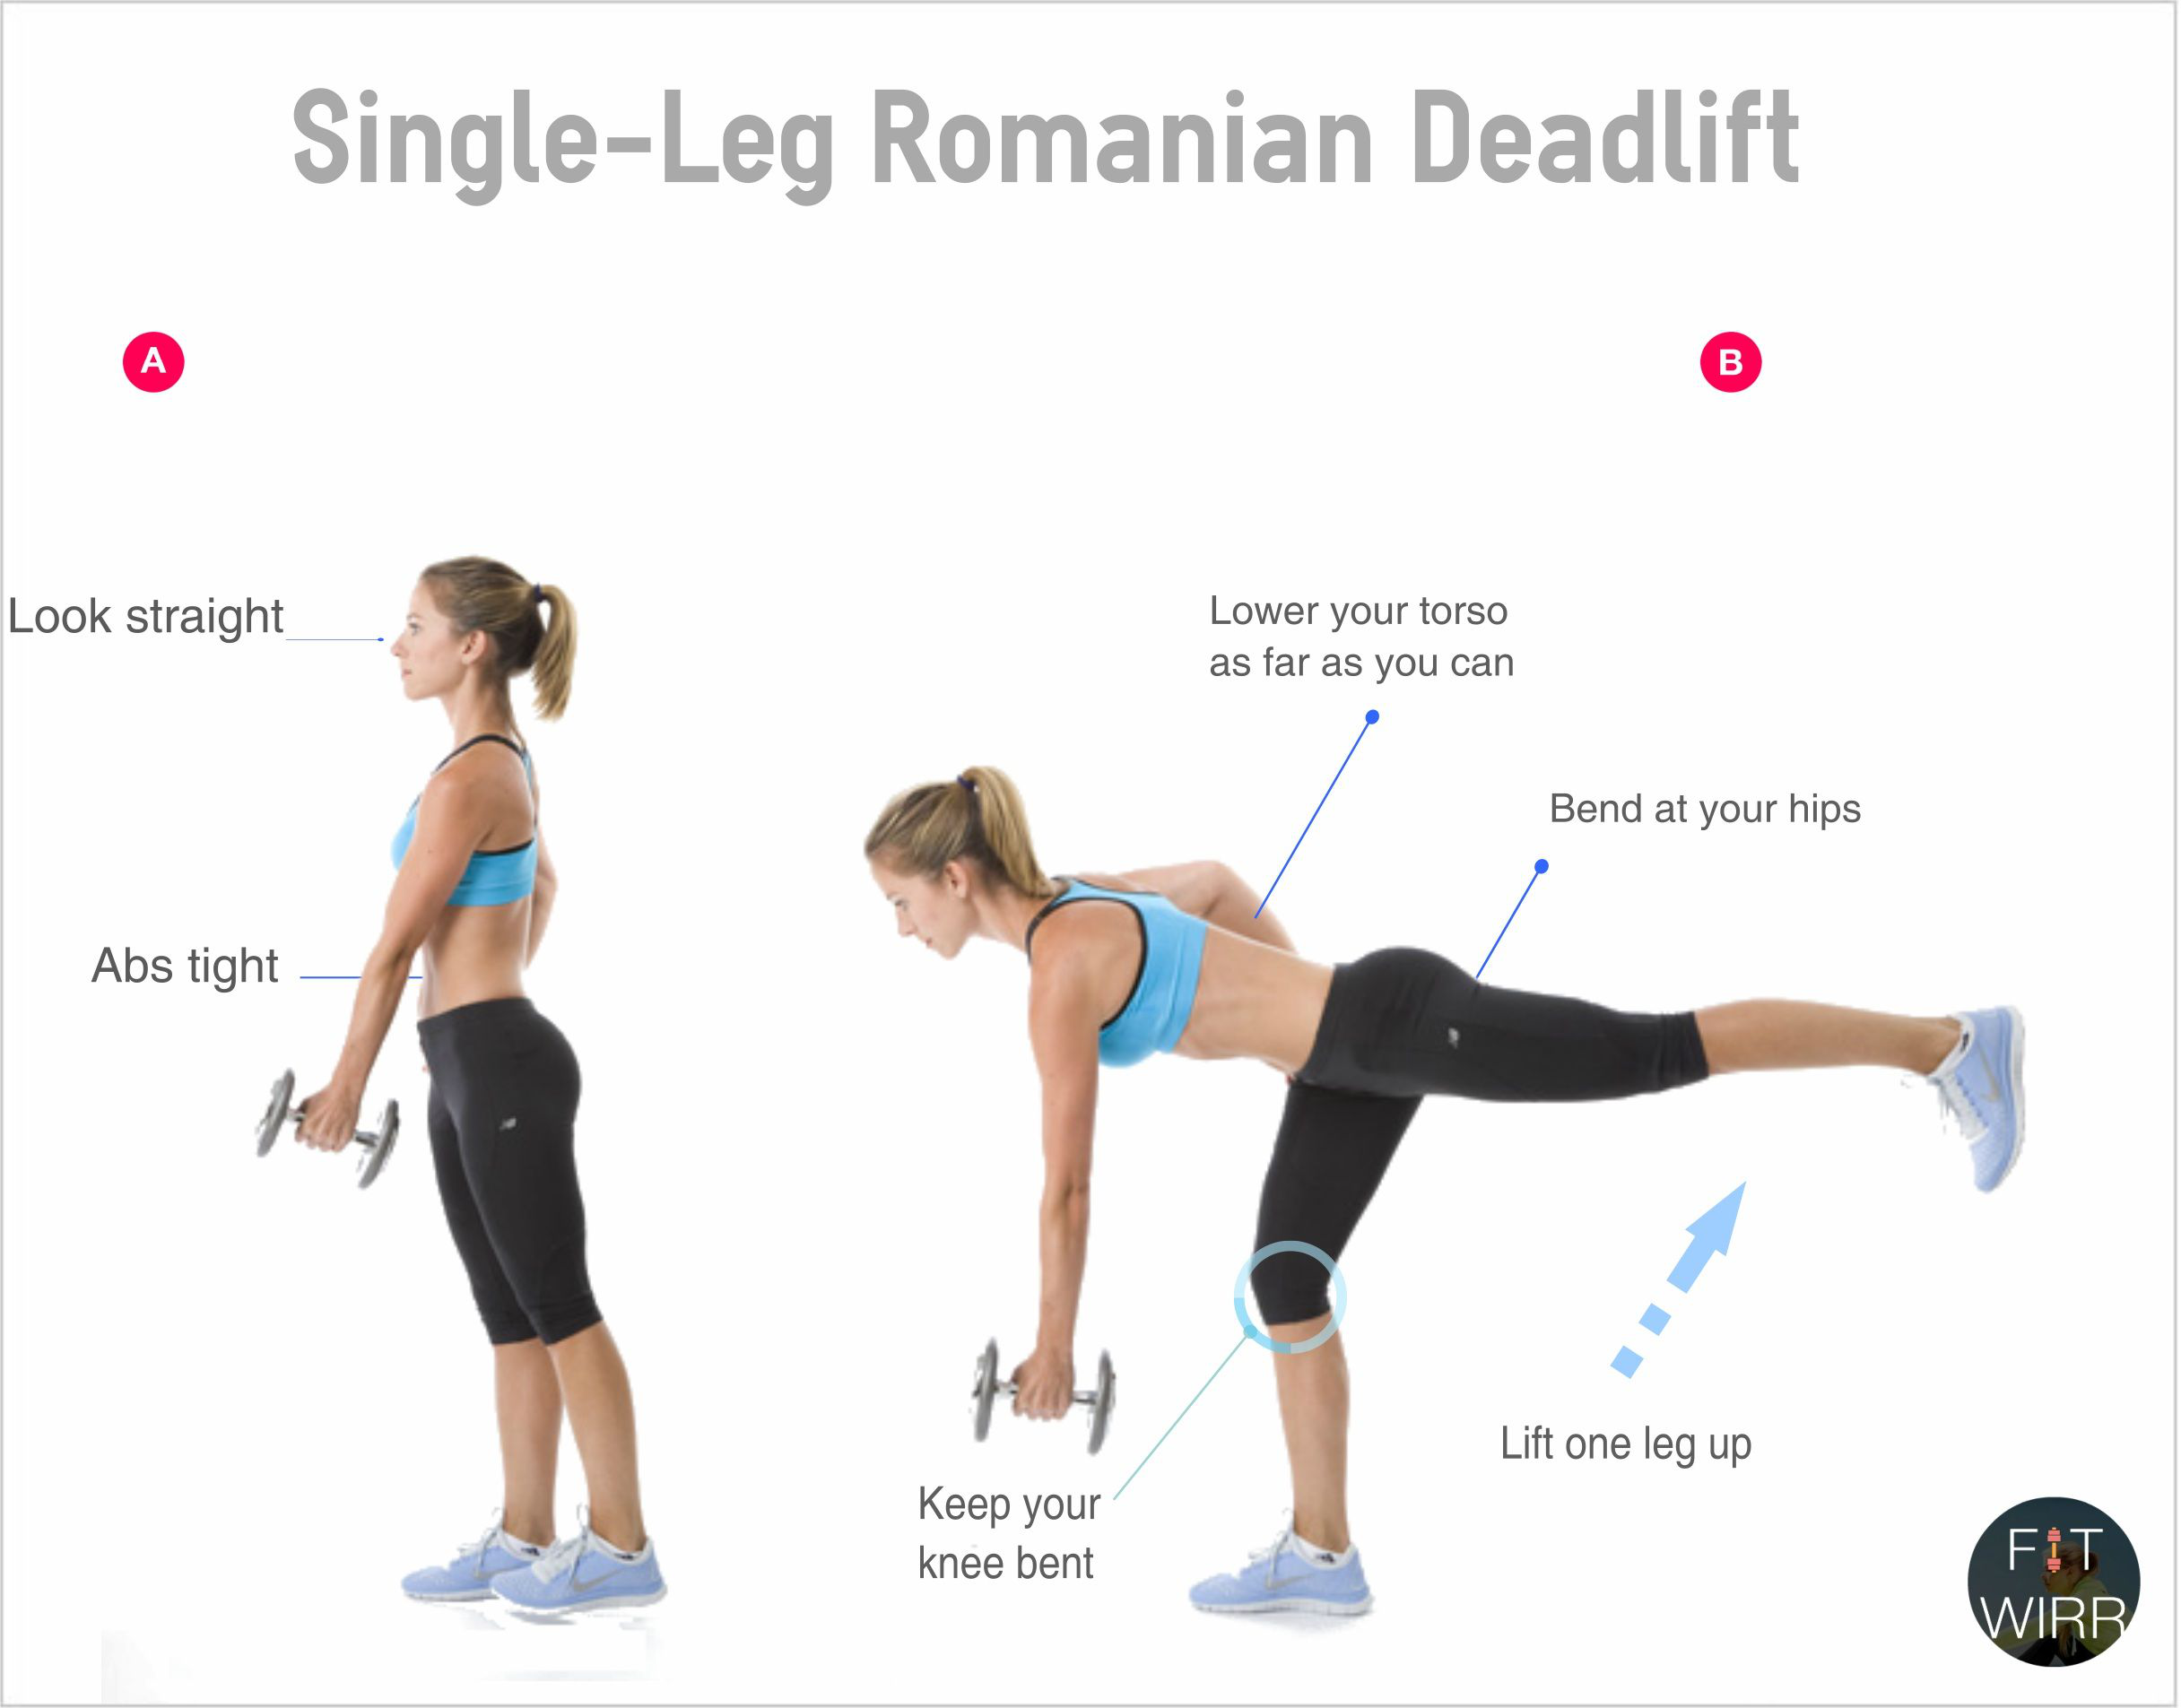 Single-Leg Romanian Deadlift
A
B
Look straight
Abs tight
Lower your torso
as far as you can
Bend at your hips
Lift one leg up
Keep your
knee bent
FIT
WIRR